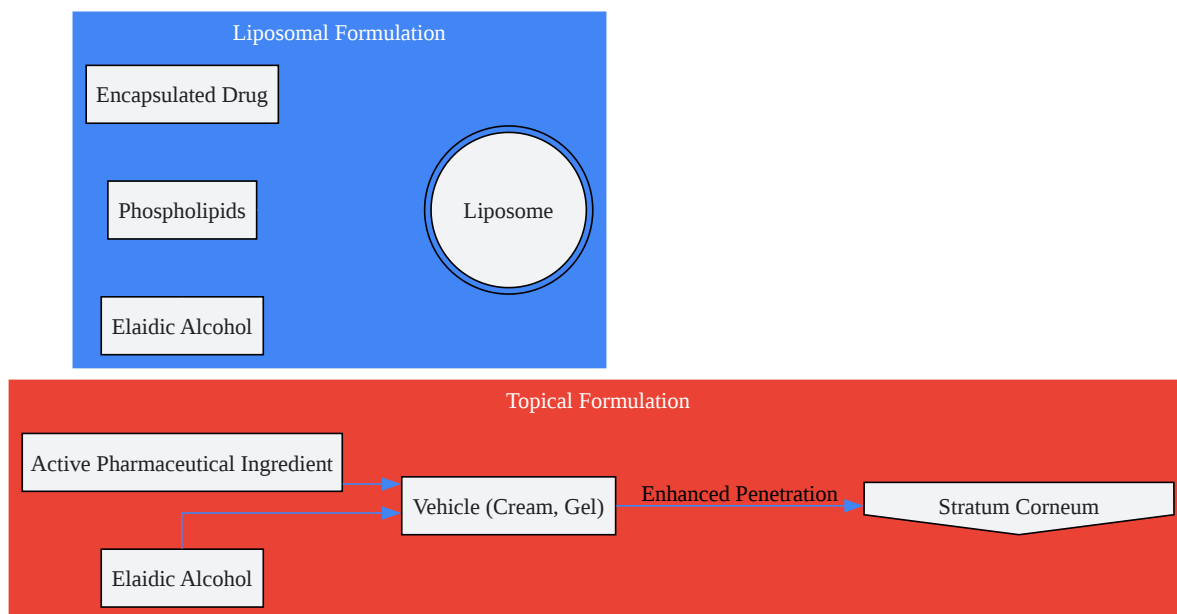 Liposomal Formulation
Encapsulated Drug
Phospholipids
Liposome
Elaidic Alcohol
Topical Formulation
Active Pharmaceutical Ingredient
Vehicle (Cream, Gel)
Enhanced Penetration
Stratum Corneum
Elaidic Alcohol